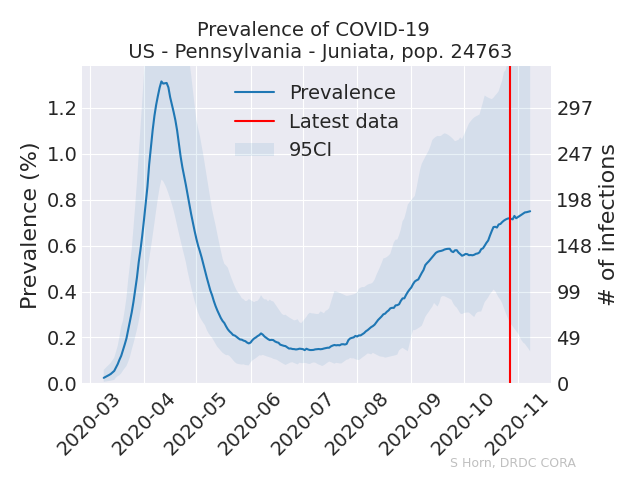 Prevalence of COVID-19
US - Pennsylvania - Juniata, pop. 24763
Prevalence
Latest data
95CI
Prevalence (%)
1.2
1.0
0.8
0.6
0.4
0.2
0.0
297
247
198
148
99
49
0
# of infections
2020-03
2020-04
2020-05
2020-06
2020-07
2020-08
2020-09
2020-10
2020-11
S Horn, DRDC CORA